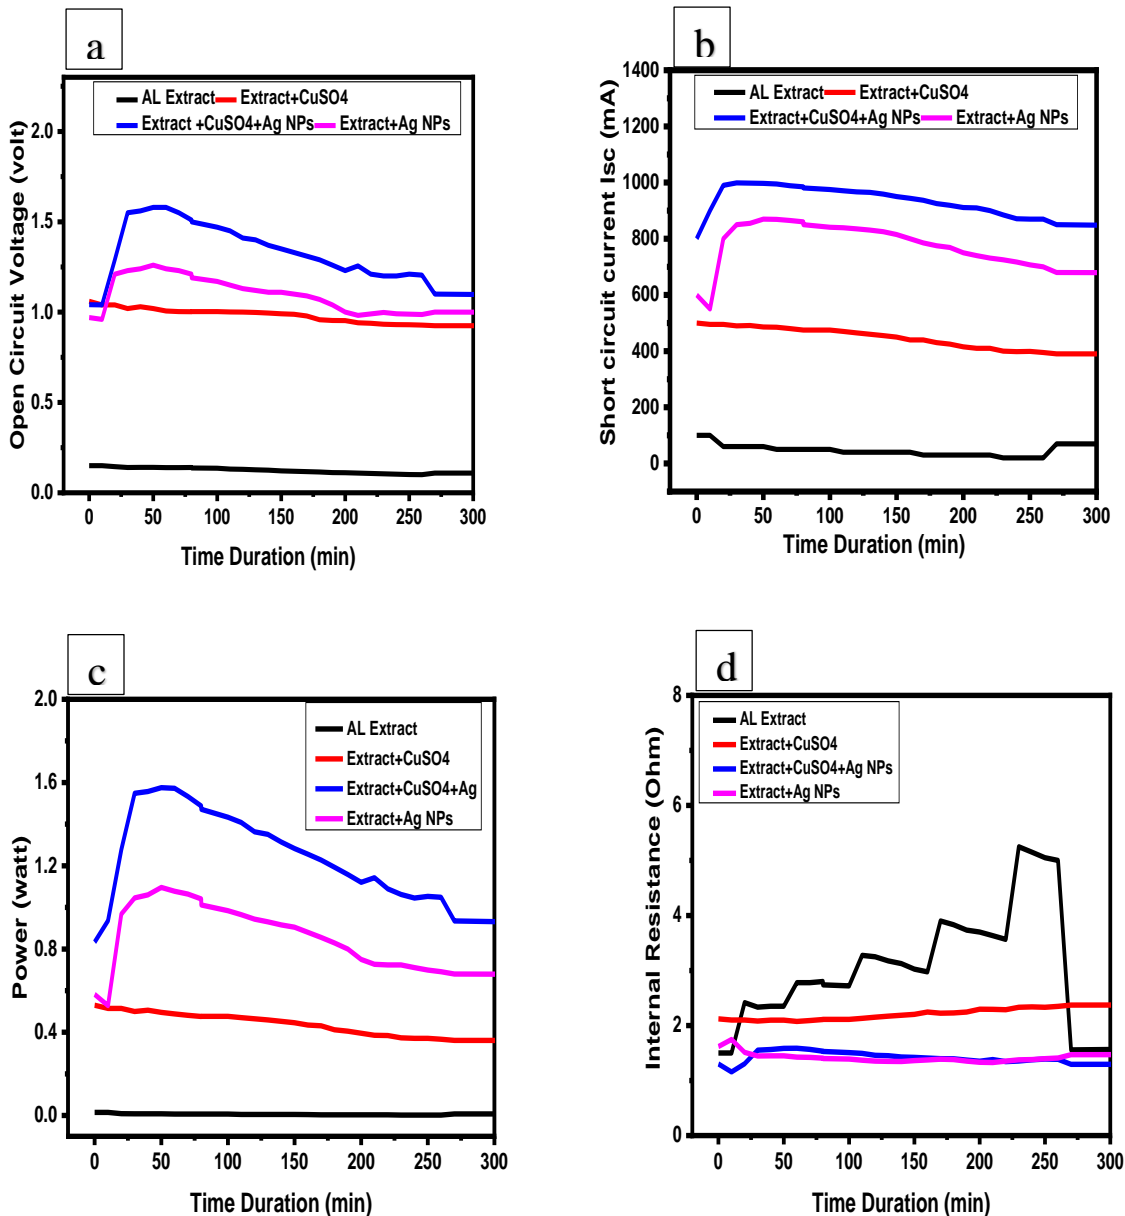 a
AL Extract Extract+CuSO4
Extract +CuSO4+Ag NPs Extract+Ag NPs
Open Circuit Voltage (volt)
2.0
1.5
1.0
0.5
0.0
0 50 100 150 200 250 300
Time Duration (min)
b
AL Extract Extract+CuSO4
Extract+CuSO4+Ag NPs Extract+Ag NPs
Short circuit current Isc (mA)
1400
1200
1000
800
600
400
200
0
0 50 100 150 200 250 300
Time Duration (min)
c
AL Extract
Extract+CuSO4
Extract+CuSO4+Ag
Extract+Ag NPs
Power (watt)
2.0
1.6
1.2
0.8
0.4
0.0
0 50 100 150 200 250 300
Time Duration (min)
d
AL Extract
Extract+CuSO4
Extract+CuSO4+Ag NPs
Extract+Ag NPs
Internal Resistance (Ohm)
8
6
4
2
0
0 50 100 150 200 250 300
Time Duration (min)